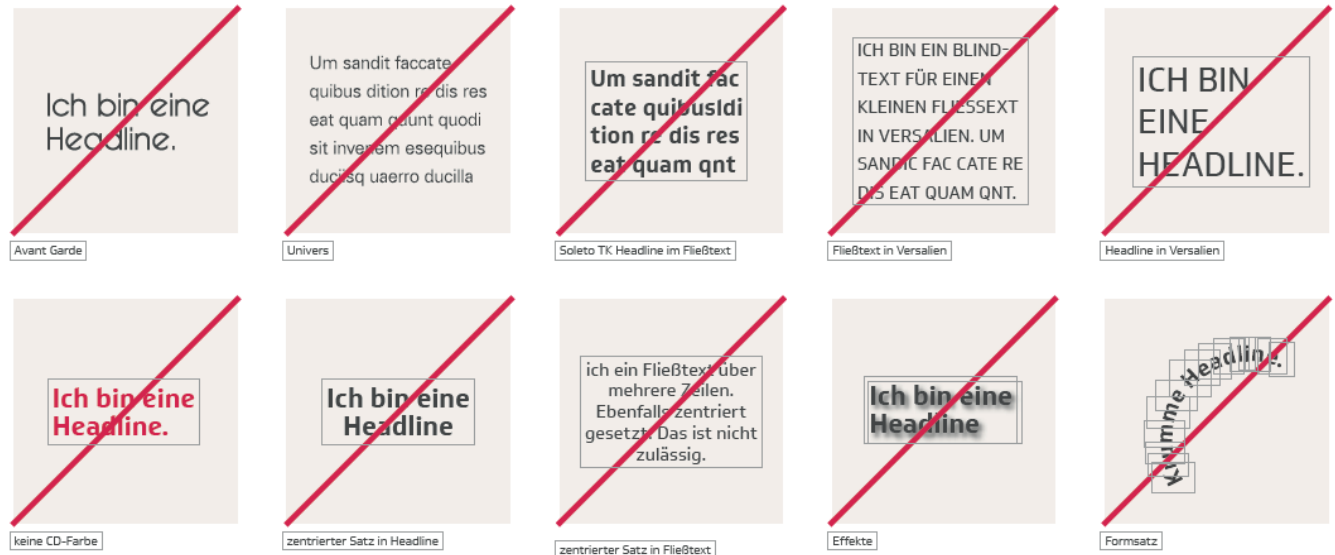 Ich bin eine
Headline.
Avant Garde
Um sandit faccate
quibus dition re dis res
eat quam quunt quodi
sit invenem esequibus
duciisq uaerro ducilla
Univers
Um sandit fac
cate quibusldi
tion re dis res
eat quam qnt
Soleto TK Headline im Fließtext
ICH BIN EIN BLIND-
TEXT FÜR EINEN
KLEINEN FLIESSEXT
IN VERSALIEN. UM
SANDIC FAC CATE RE
DIS EAT QUAM QNT.
Fließtext in Versalien
ICH BIN
EINE
HEADLINE.
Headline in Versalien
Ich bin eine
Headline.
keine CD-Farbe
Ich bin eine
Headline
zentrierter Satz in Headline
ich ein Fließtext über
mehrere Zeilen.
Ebenfalls zentriert
gesetzt. Das ist nicht
zulässig.
zentrierter Satz in Fließtext
Ich bin eine
Headline
Effekte
Krumme Headline.
Formsatz